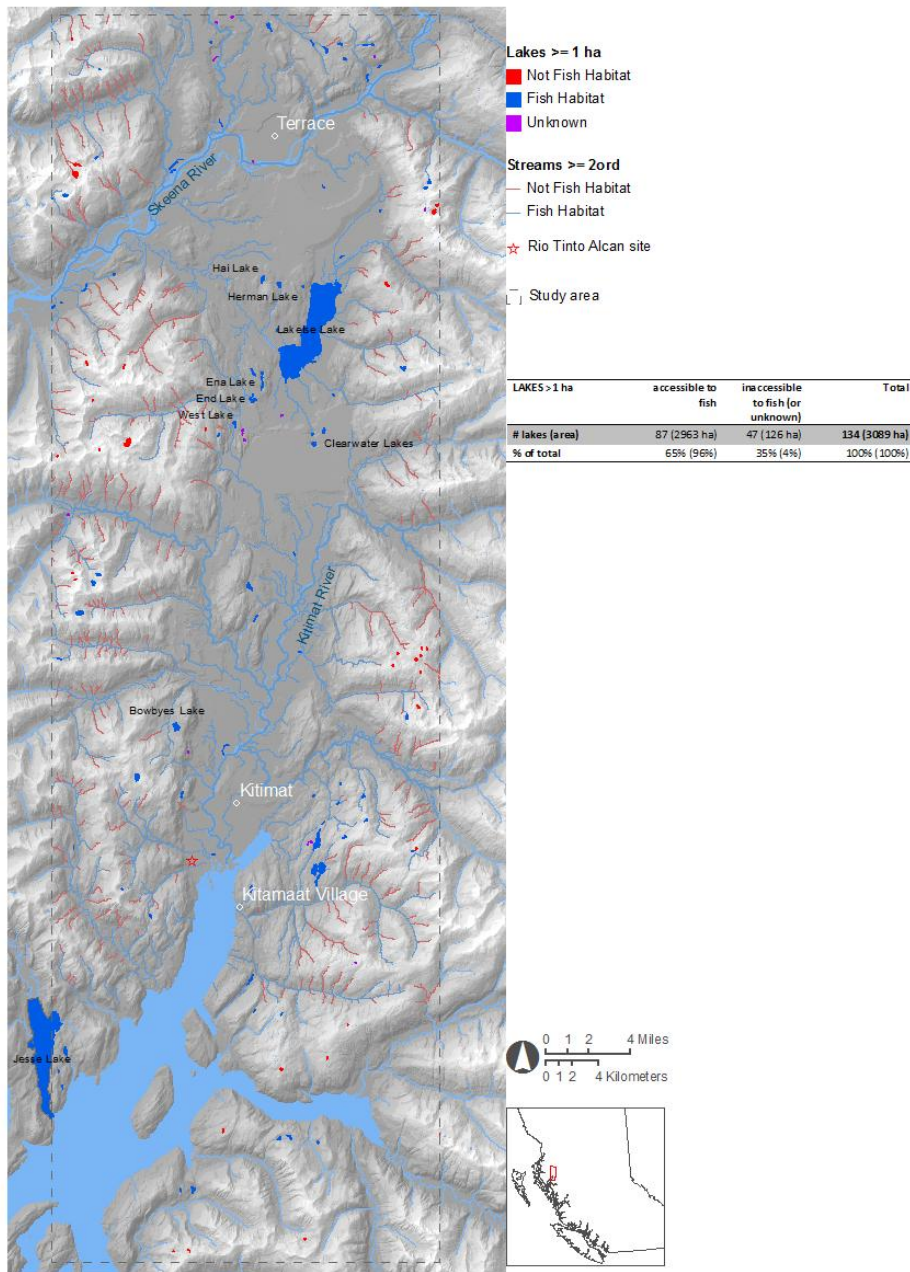 Terrace
Skeena River
Hai Lake
Herman Lake
Lakelse Lake
Ena Lake
End Lake
West Lake
Clearwater Lakes
Kitimat River
Bowbyes Lake
Kitimat
Kitamaat Village
Jesse Lake
Lakes >= 1 ha
Not Fish Habitat
Fish Habitat
Unknown
Streams >= 2ord
Not Fish Habitat
Fish Habitat
Rio Tinto Alcan site
Study area
LAKES >1 ha accessible to fish inaccessible to fish (or unknown) Total
# lakes (area) 87 (2963 ha) 47 (126 ha) 134 (3089 ha)
% of total 65% (96%) 35% (4%) 100% (100%)
0 1 2 4 Miles
0 1 2 4 Kilometers